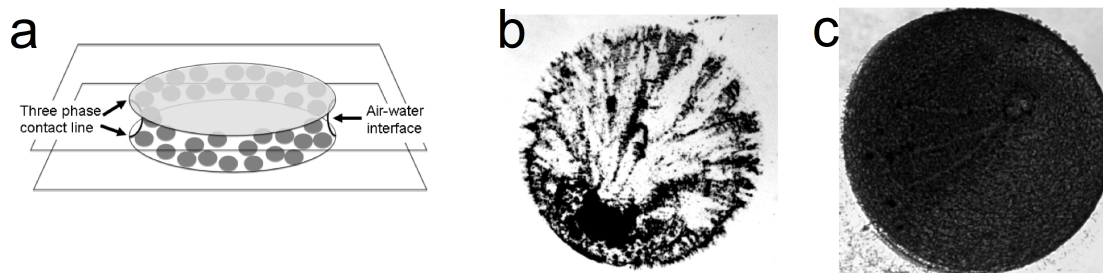 a
b
c
Three phase
contact line
Air-water
interface